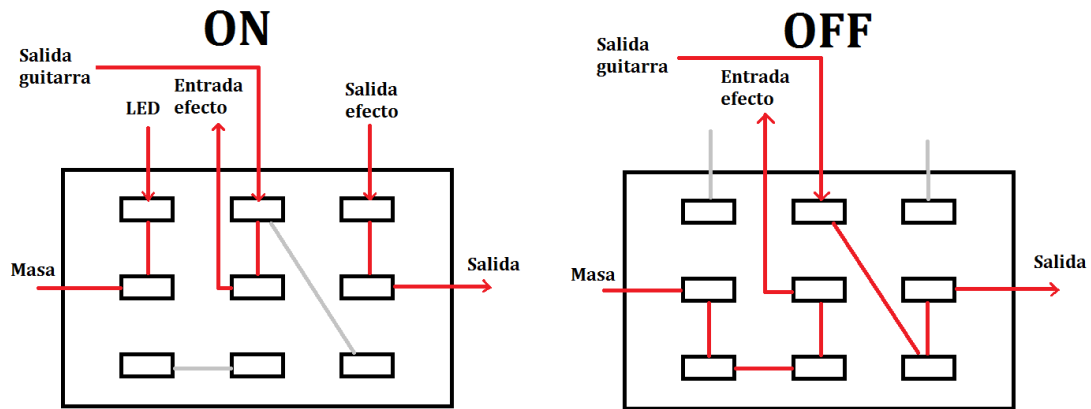 ON
Salida
guitarra
Entrada
efecto
LED
Salida
efecto
Masa
Salida
OFF
Salida
guitarra
Entrada
efecto
Masa
Salida